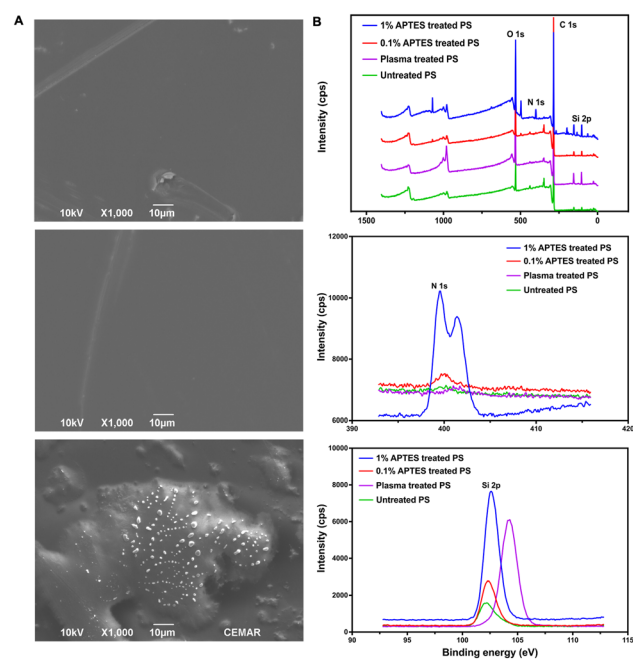 A
10kV X1,000 10µm
10kV X1,000 10µm
10kV X1,000 10µm CEMAR
B
1% APTES treated PS
0.1% APTES treated PS
Plasma treated PS
Untreated PS
O 1s
C 1s
N 1s
Si 2p
Intensity (cps)
1500 1000 500 0
1% APTES treated PS
0.1% APTES treated PS
Plasma treated PS
Untreated PS
N 1s
Intensity (cps)
12000
10000
8000
6000
390 400 410 420
1% APTES treated PS
0.1% APTES treated PS
Plasma treated PS
Untreated PS
Si 2p
Intensity (cps)
10000
8000
6000
4000
2000
0
90 95 100 105 110 115
Binding energy (eV)